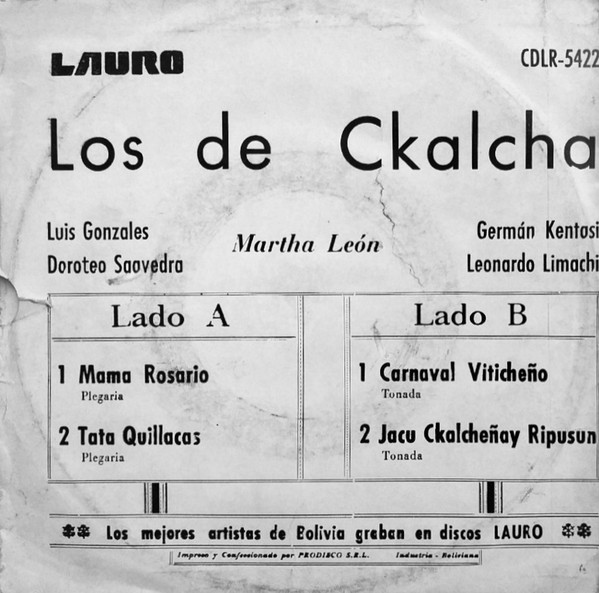 LAURO
CDLR-5422
Los de Ckalcha
Luis Gonzales
Doroteo Saavedra
Martha León
Germán Kentasi
Leonardo Limachi
Lado A
1 Mama Rosario
Plegaria
2 Tata Quillacas
Plegaria
Lado B
1 Carnaval Viticheño
Tonada
2 Jacu Ckalcheñay Ripusun
Tonada
Los mejores artistas de Bolivia graban en discos LAURO
Impreso y Confeccionado por PRODISCO S.R.L. Industria - Boliviana